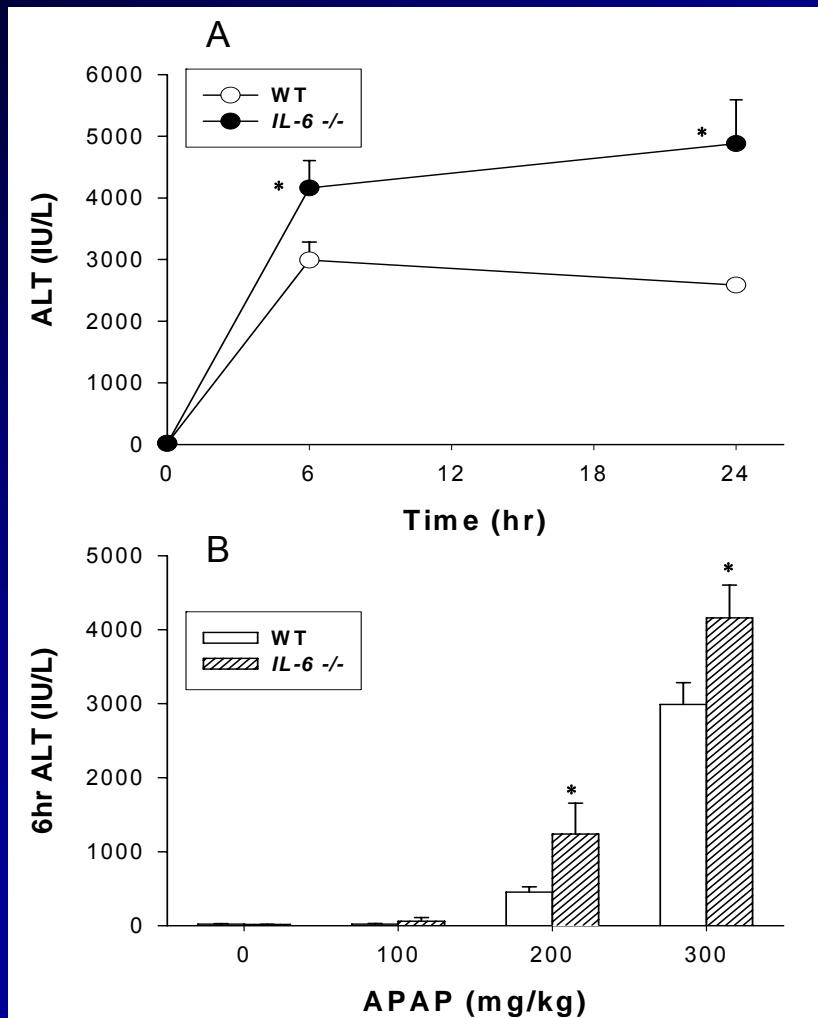 A
WT
IL-6 -/-
6000
5000
4000
3000
2000
1000
0
ALT (IU/L)
*
*
0 6 12 18 24
Time (hr)
B
WT
IL-6 -/-
5000
4000
3000
2000
1000
0
6hr ALT (IU/L)
*
*
0 100 200 300
APAP (mg/kg)